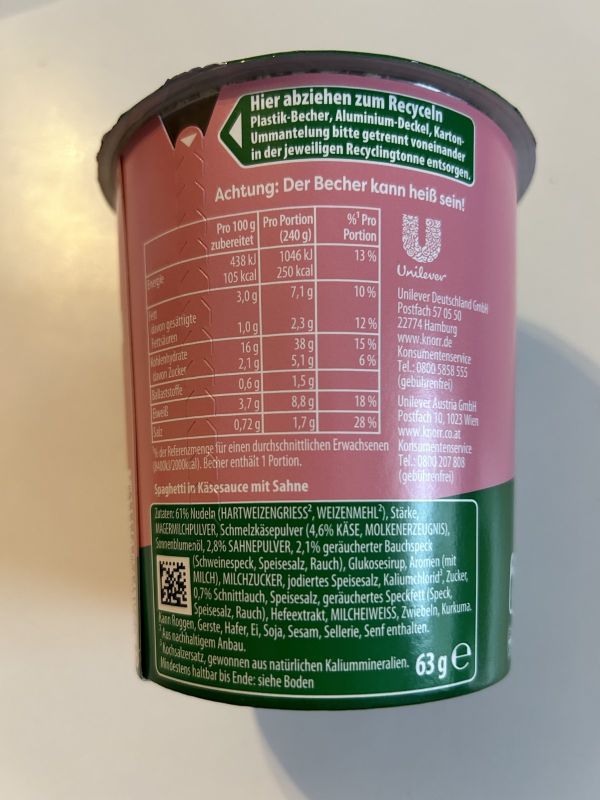 Hier abziehen zum Recyceln
Plastik-Becher, Aluminium-Deckel, Karton-
Ummantelung bitte getrennt voneinander
in der jeweiligen Recyclingtonne entsorgen.
Achtung: Der Becher kann heiß sein!
Pro 100 g zubereitet Pro Portion (240 g) %¹ Pro Portion
Energie 438 kJ 1046 kJ 13 %
105 kcal 250 kcal
Fett 3,0 g 7,1 g 10 %
davon gesättigte
Fettsäuren 1,0 g 2,3 g 12 %
Kohlenhydrate 16 g 38 g 15 %
davon Zucker 2,1 g 5,1 g 6 %
Ballaststoffe 0,6 g 1,5 g
Eiweiß 3,7 g 8,8 g 18 %
Salz 0,72 g 1,7 g 28 %
% der Referenzmenge für einen durchschnittlichen Erwachsenen
(8400kJ/2000kcal). Becher enthält 1 Portion.
U
Unilever
Unilever Deutschland GmbH
Postfach 57 05 50
22774 Hamburg
www.knorr.de
Konsumentenservice
Tel.: 0800 5858 555
(gebührenfrei)
Unilever Austria GmbH
Postfach 10, 1023 Wien
www.knorr.co.at
Konsumentenservice
Tel.: 0800 207 808
(gebührenfrei)
Spaghetti in Käsesauce mit Sahne
Zutaten: 61% Nudeln (HARTWEIZENGRIESS², WEIZENMEHL²), Stärke,
MAGERMILCHPULVER, Schmelzkäsepulver (4,6% KÄSE, MOLKENERZEUGNIS),
Sonnenblumenöl, 2,8% SAHNEPULVER, 2,1% geräucherter Bauchspeck
(Schweinespeck, Speisesalz, Rauch), Glukosesirup, Aromen (mit
MILCH), MILCHZUCKER, jodiertes Speisesalz, Kaliumchlorid³, Zucker,
0,7% Schnittlauch, Speisesalz, geräuchertes Speckfett (Speck,
Speisesalz, Rauch), Hefeextrakt, MILCHEIWEISS, Zwiebeln, Kurkuma.
Kann Roggen, Gerste, Hafer, Ei, Soja, Sesam, Sellerie, Senf enthalten.
²Aus nachhaltigem Anbau.
³Kochsalzersatz, gewonnen aus natürlichen Kaliummineralien.
Mindestens haltbar bis Ende: siehe Boden
63 g ℮